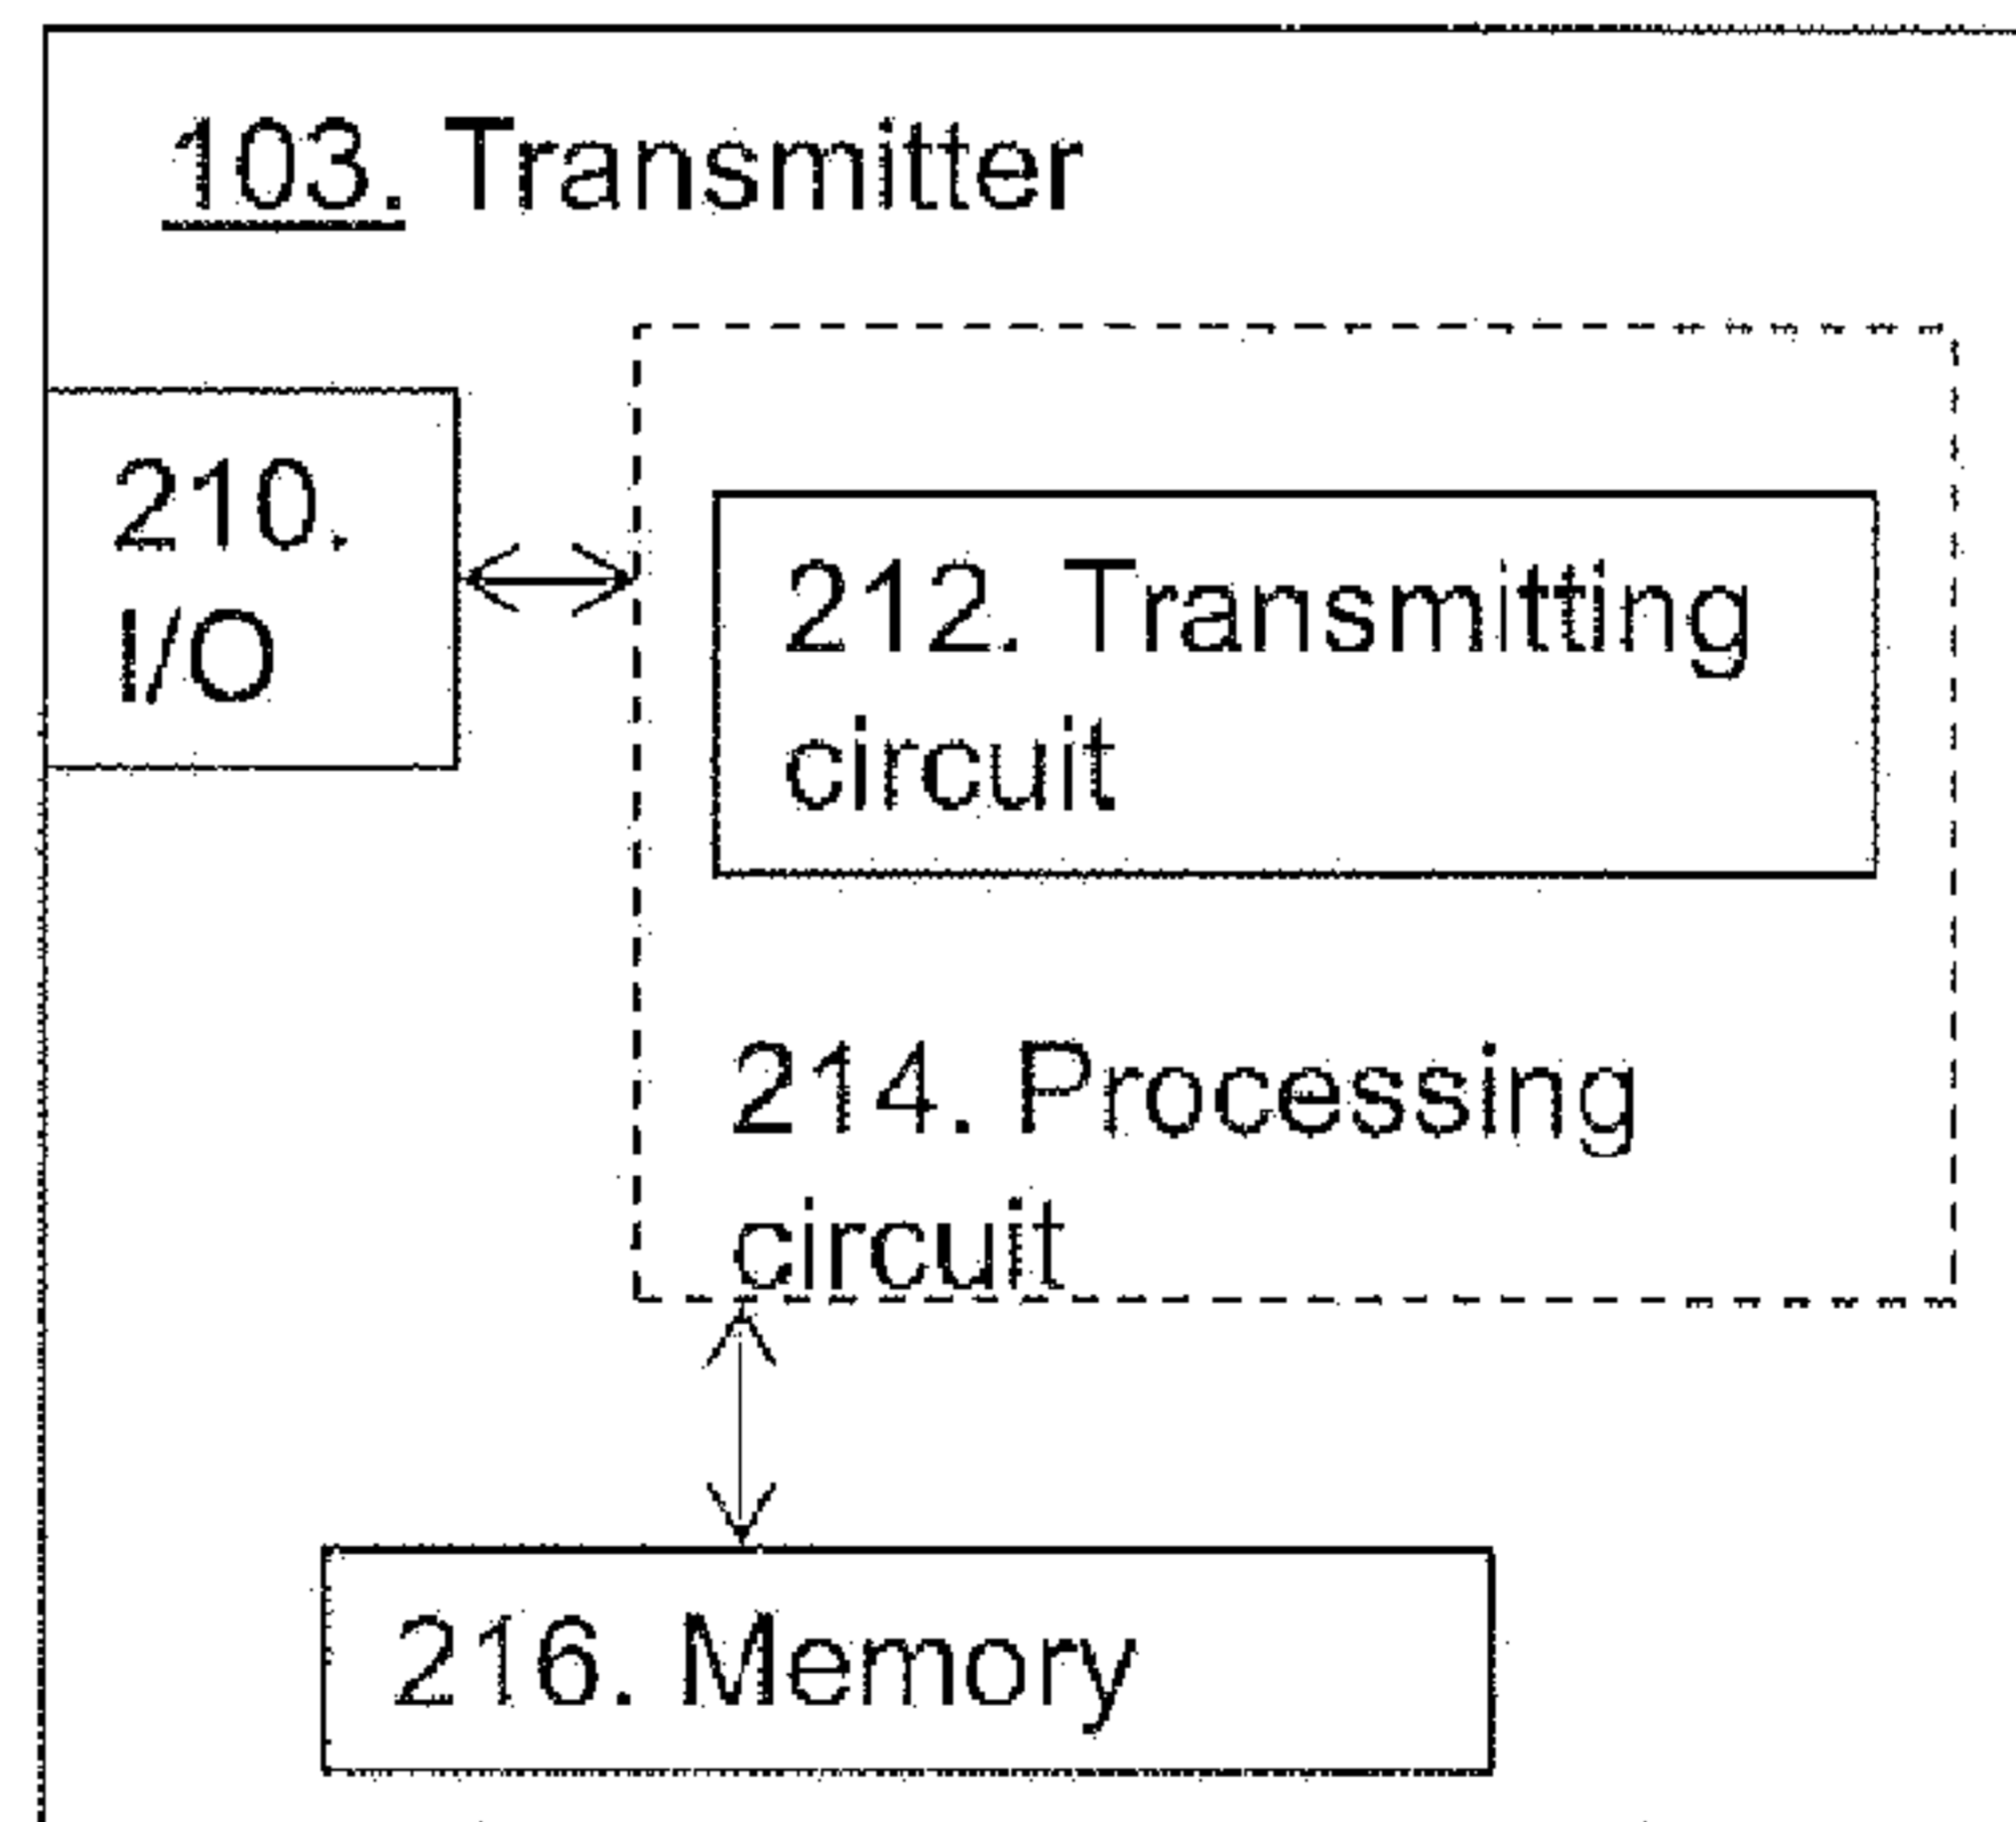 103. Transmitter
210.
I/O
212. Transmitting
circuit
214. Processing
circuit
216. Memory